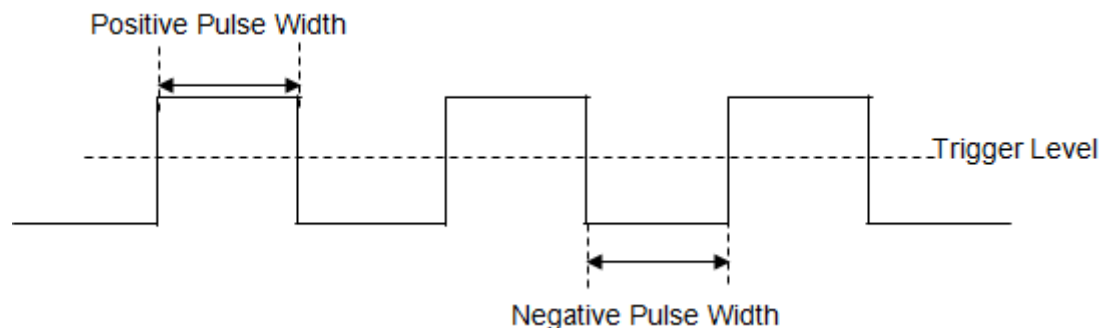 Positive Pulse Width
Trigger Level
Negative Pulse Width